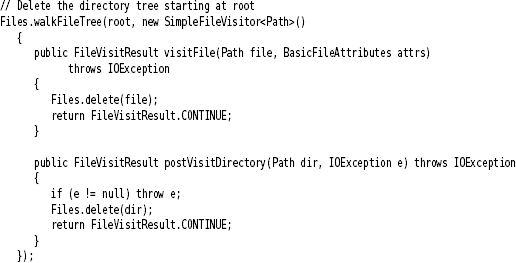 // Delete the directory tree starting at root
Files.walkFileTree(root, new SimpleFileVisitor<Path>()
   {
      public FileVisitResult visitFile(Path file, BasicFileAttributes attrs)
            throws IOException
      {
         Files.delete(file);
         return FileVisitResult.CONTINUE;
      }

      public FileVisitResult postVisitDirectory(Path dir, IOException e) throws IOException
      {
         if (e != null) throw e;
         Files.delete(dir);
         return FileVisitResult.CONTINUE;
      }
   });